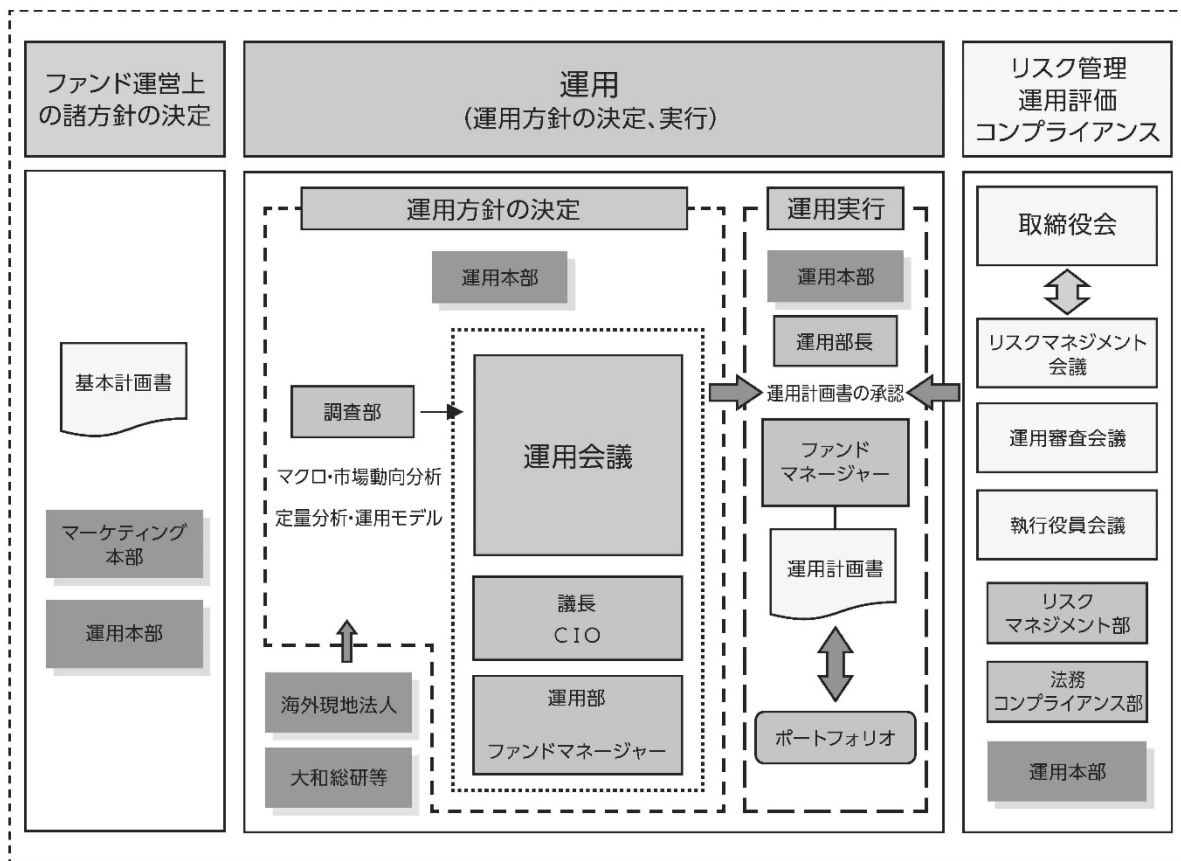 ファンド運営上
の諸方針の決定
運用
(運用方針の決定、実行)
リスク管理
運用評価
コンプライアンス
基本計画書
マーケティング
本部
運用本部
運用方針の決定
運用本部
調査部
マクロ・市場動向分析
定量分析・運用モデル
運用会議
議長
CIO
運用部
ファンドマネージャー
海外現地法人
大和総研等
運用実行
運用本部
運用部長
運用計画書の承認
ファンド
マネージャー
運用計画書
ポートフォリオ
取締役会
リスクマネジメント
会議
運用審査会議
執行役員会議
リスク
マネジメント部
法務
コンプライアンス部
運用本部